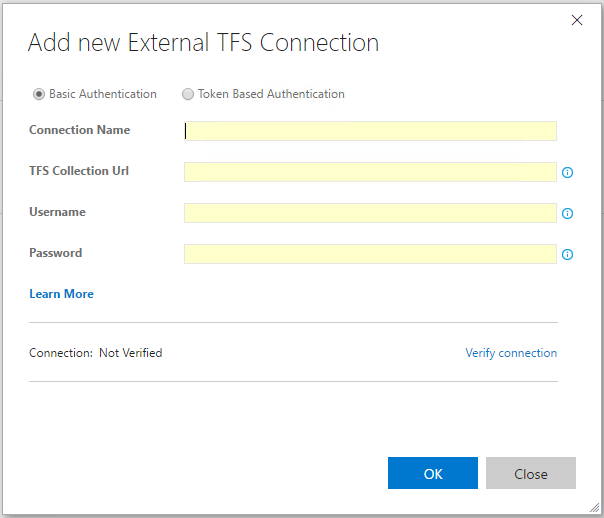 Add new External TFS Connection
Basic Authentication Token Based Authentication
Connection Name
TFS Collection Url
Username
Password
Learn More
Connection: Not Verified Verify connection
OK Close